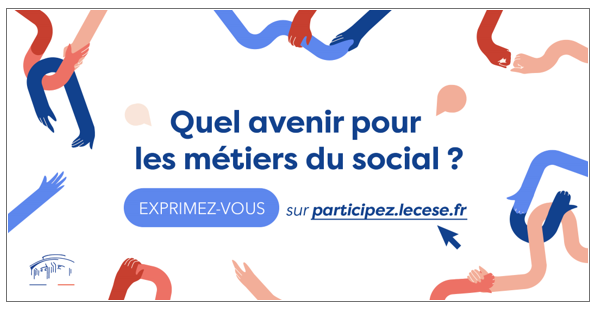 Quel avenir pour
les métiers du social ?
EXPRIMEZ-VOUS sur participez.lecese.fr